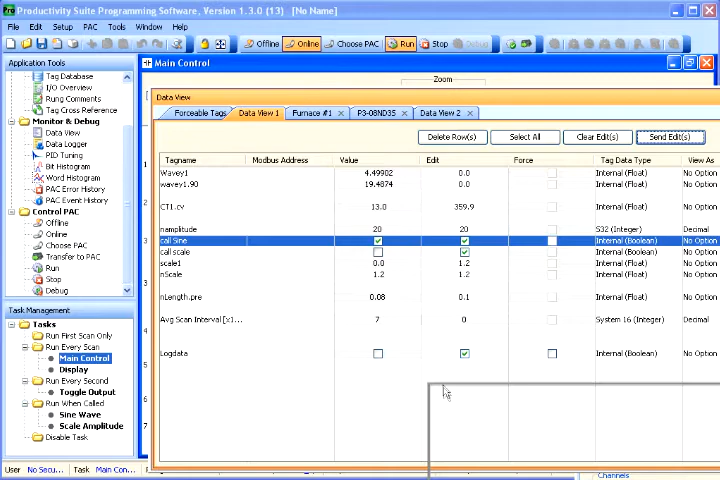 Productivity Suite Programming Software, Version 1.3.0 (13) [No Name]
File Edit Setup PAC Tools Window Help
Offline Online Choose PAC Run Stop Debug
Application Tools
Tag Database
I/O Overview
Rung Comments
Tag Cross Reference
Monitor & Debug
Data View
Data Logger
PID Tuning
Bit Histogram
Word Histogram
PAC Error History
PAC Event History
Control PAC
Offline
Online
Choose PAC
Transfer to PAC
Run
Stop
Debug
Task Management
Tasks
Run First Scan Only
Run Every Scan
Main Control
Display
Run Every Second
Toggle Output
Run When Called
Sine Wave
Scale Amplitude
Disable Task
Main Control
Zoom
Data View
Forceable Tags Data View 1 Furnace #1 P3-08ND35 Data View 2
Delete Row(s) Select All Clear Edit(s) Send Edit(s)
Tagname Modbus Address Value Edit Force Tag Data Type View As
Wavey1 4.49902 0.0 Internal (Float) No Option
wavey1.90 19.4874 0.0 Internal (Float) No Option
CT1.cv 13.0 359.9 Internal (Float) No Option
namplitude 20 20 S32 (Integer) Decimal
call Sine Internal (Boolean) No Option
call scale Internal (Boolean) No Option
scale1 0.0 1.2 Internal (Float) No Option
nScale 1.2 1.2 Internal (Float) No Option
nLength.pre 0.08 0.1 Internal (Float) No Option
Avg Scan Interval [x1... 7 0 System 16 (Integer) Decimal
Logdata Internal (Boolean) No Option
1
2
3
3
4
5
6
7
User No Secu... Task Main Con...
Channels